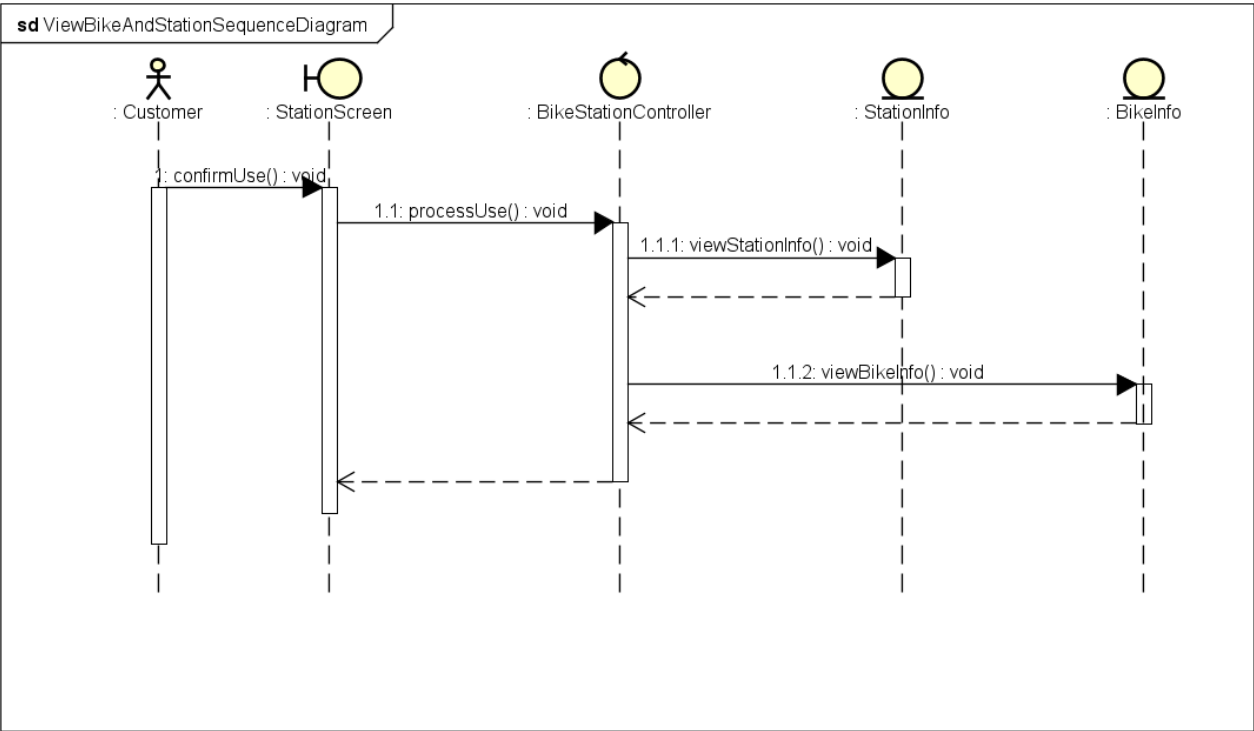 sd ViewBikeAndStationSequenceDiagram
: Customer
: StationScreen
: BikeStationController
: StationInfo
: BikeInfo
1: confirmUse() : void
1.1: processUse() : void
1.1.1: viewStationInfo() : void
1.1.2: viewBikeInfo() : void